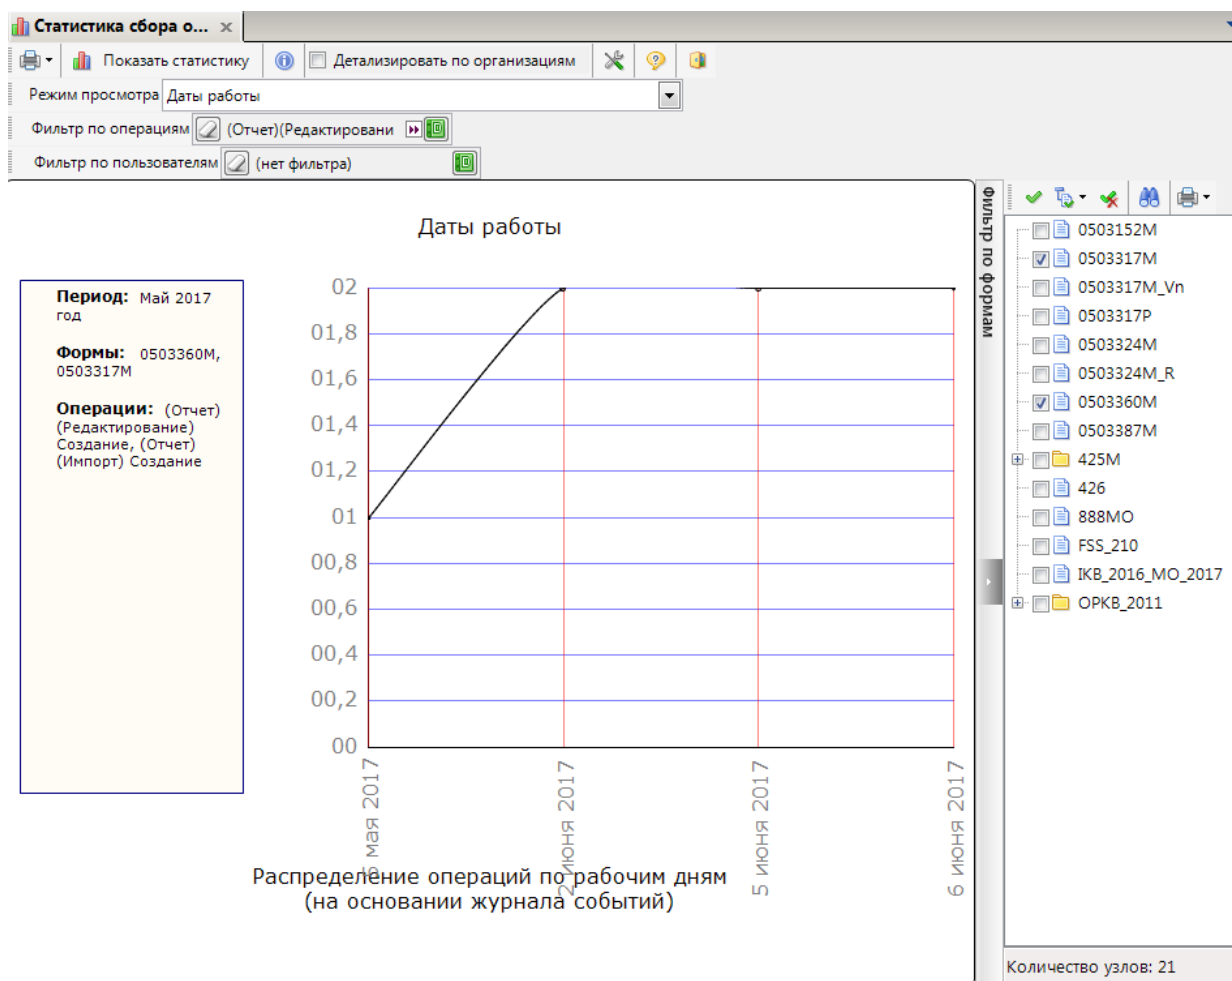 Статистика сбора о...
Показать статистику
Детализировать по организациям
Режим просмотра Даты работы
Фильтр по операциям (Отчет)(Редактировани
Фильтр по пользователям (нет фильтра)
Даты работы
Период: Май 2017
год
Формы: 0503360M,
0503317M
Операции: (Отчет)
(Редактирование)
Создание, (Отчет)
(Импорт) Создание
02
01,8
01,6
01,4
01,2
01
00,8
00,6
00,4
00,2
00
мая 2017
2 июня 2017
5 июня 2017
6 июня 2017
Распределение операций по рабочим дням
(на основании журнала событий)
Фильтр по формам
0503152M
0503317M
0503317M_Vn
0503317P
0503324M
0503324M_R
0503360M
0503387M
425M
426
888MO
FSS_210
IKB_2016_MO_2017
OPKB_2011
Количество узлов: 21